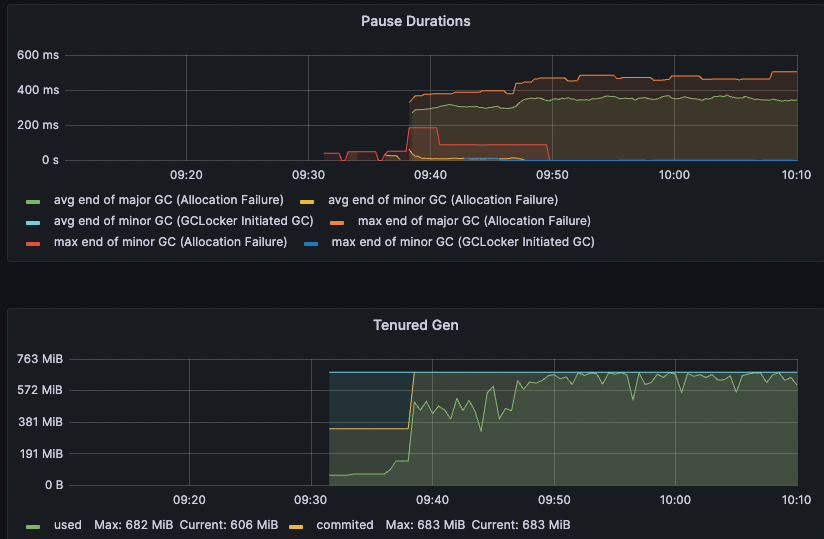 Pause Durations
600 ms
400 ms
200 ms
0 s
09:20 09:30 09:40 09:50 10:00 10:10
avg end of major GC (Allocation Failure) avg end of minor GC (Allocation Failure)
avg end of minor GC (GCLocker Initiated GC) max end of major GC (Allocation Failure)
max end of minor GC (Allocation Failure) max end of minor GC (GCLocker Initiated GC)
Tenured Gen
763 MiB
572 MiB
381 MiB
191 MiB
0 B
09:20 09:30 09:40 09:50 10:00 10:10
used Max: 682 MiB Current: 606 MiB commited Max: 683 MiB Current: 683 MiB